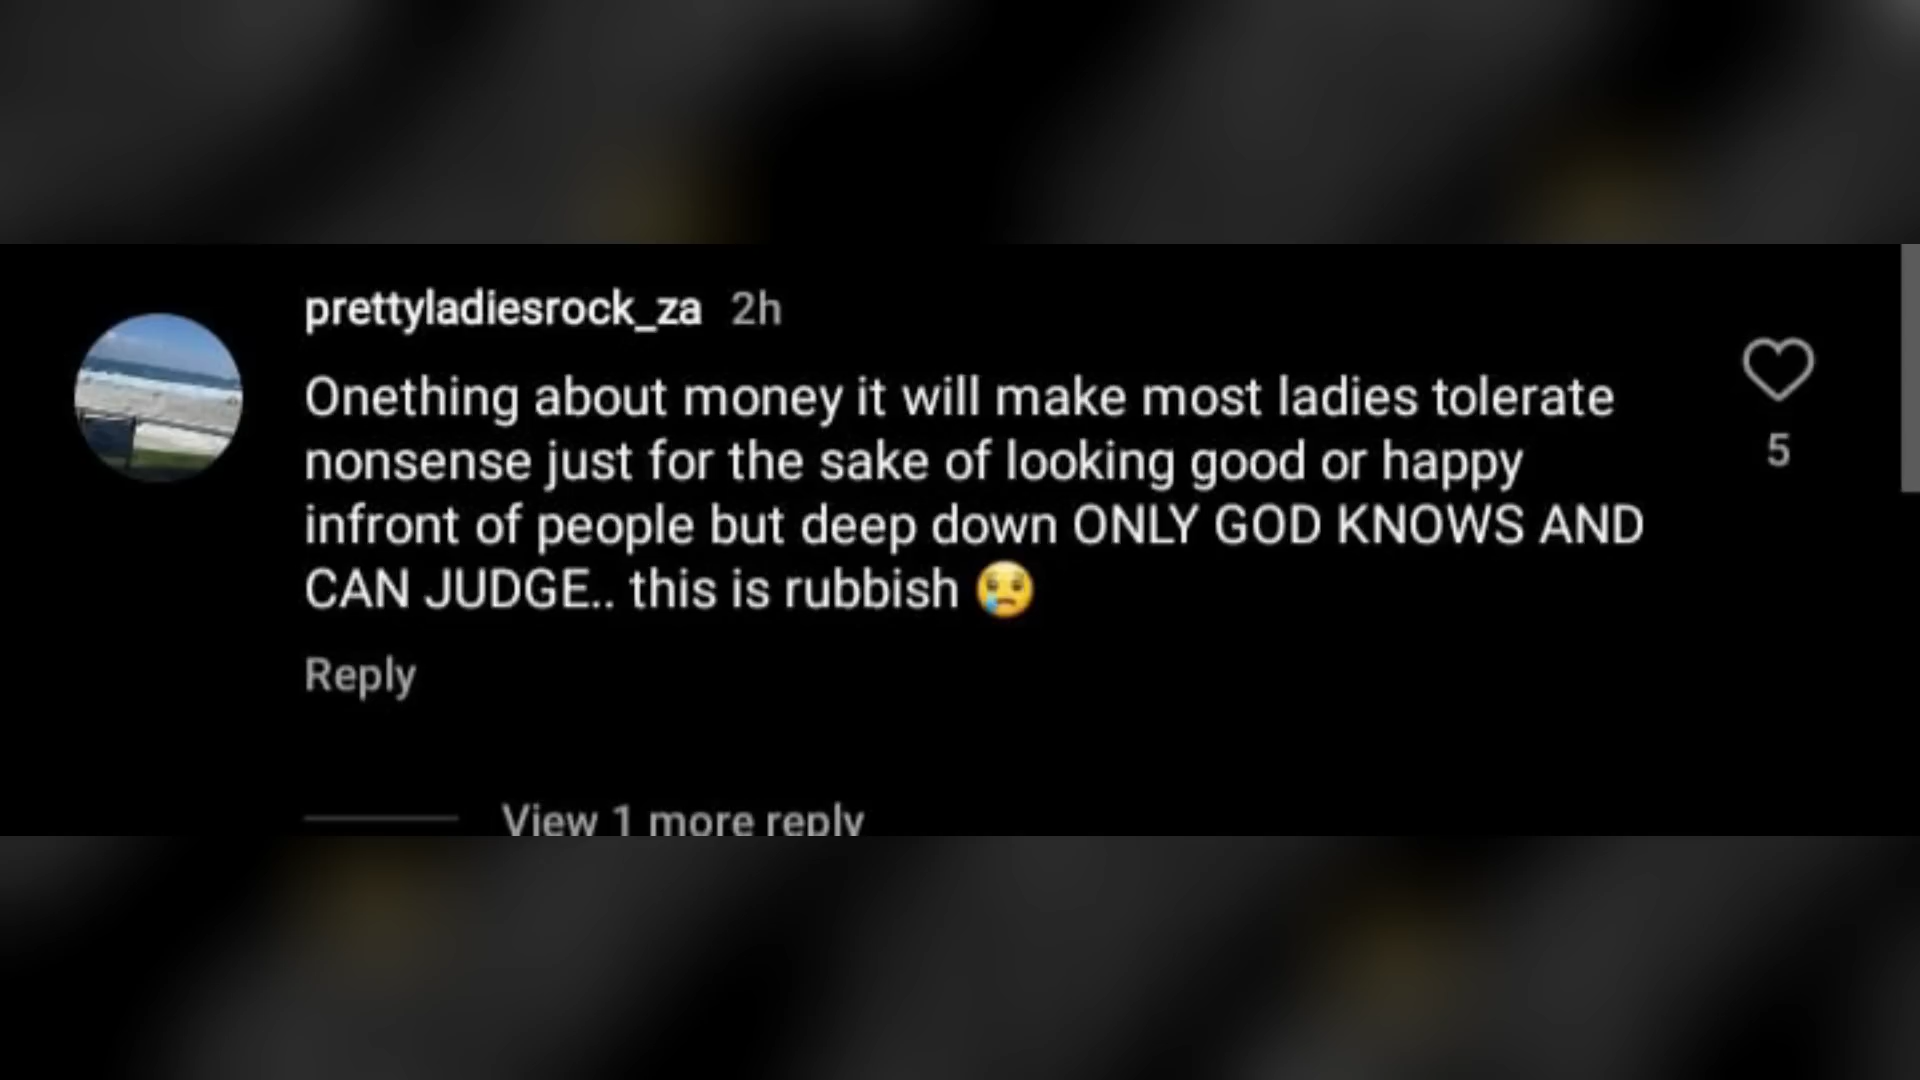 prettyladiesrock_za 2h
Onething about money it will make most ladies tolerate
nonsense just for the sake of looking good or happy
infront of people but deep down ONLY GOD KNOWS AND
CAN JUDGE.. this is rubbish 😢
5
Reply
View 1 more reply